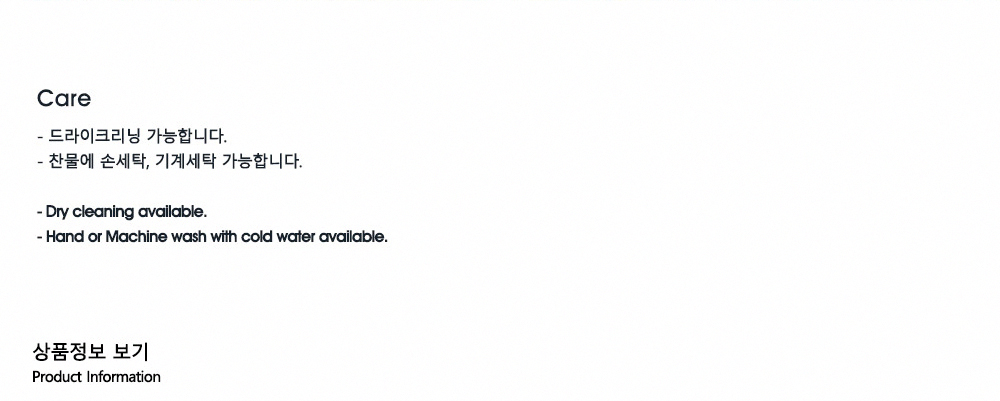 Care
- 드라이크리닝 가능합니다.
- 찬물에 손세탁, 기계세탁 가능합니다.
- Dry cleaning available.
- Hand or Machine wash with cold water available.
상품정보 보기
Product Information